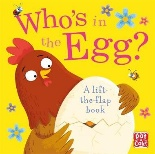 Who's in
the Egg?
A lift-
the-flap
book